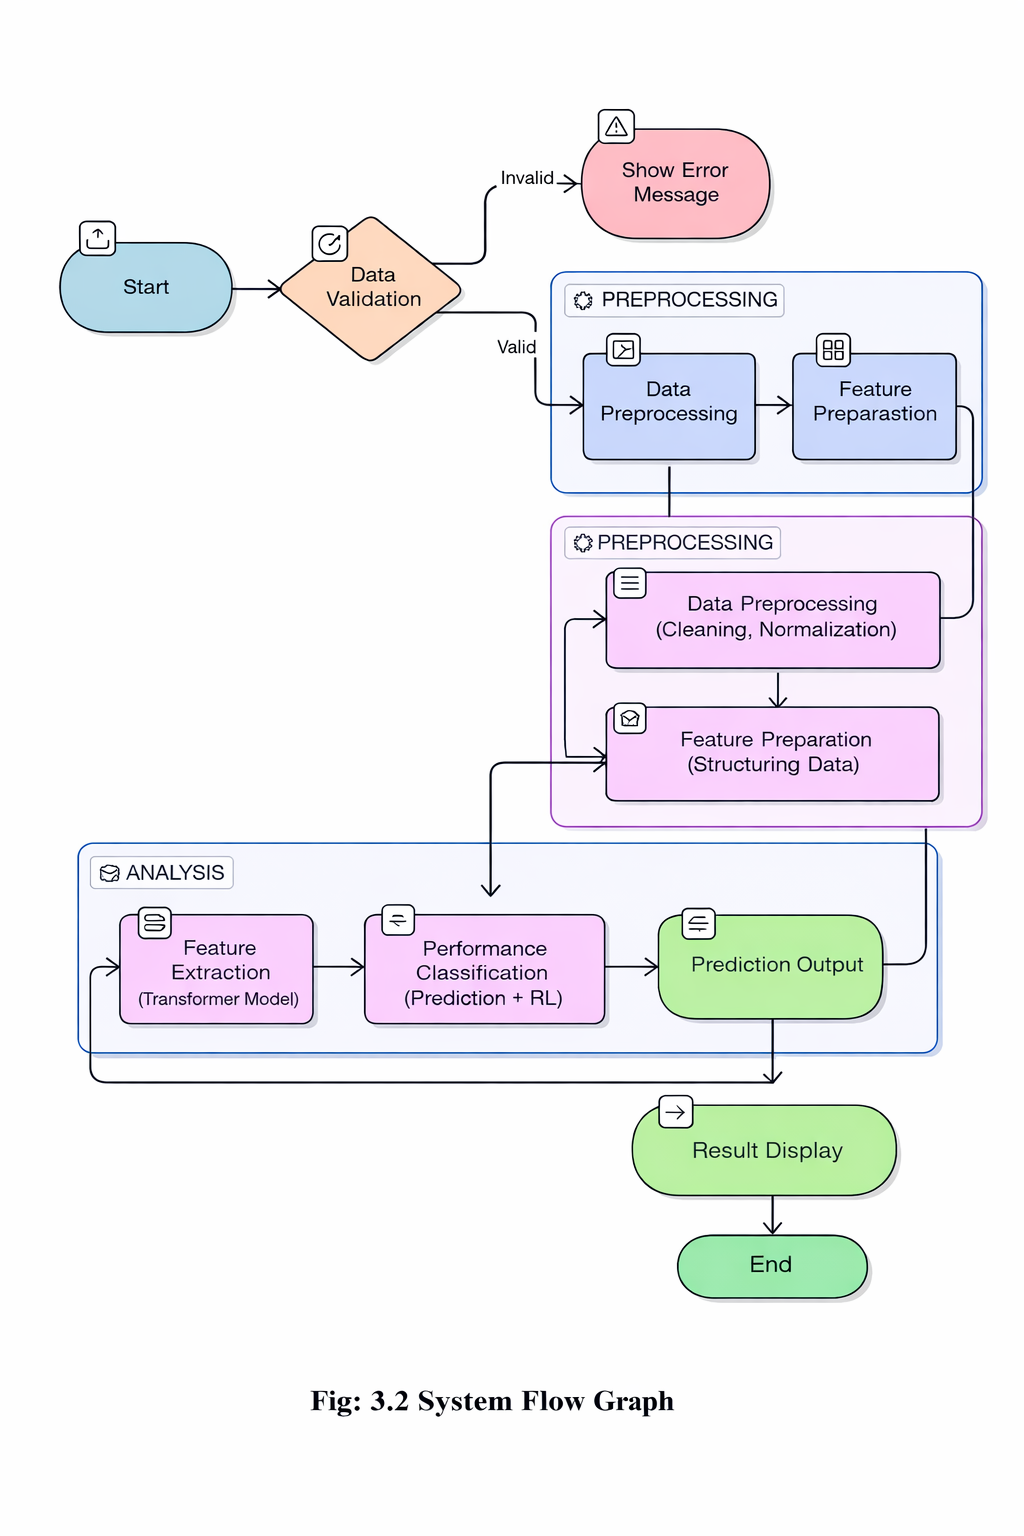 Invalid
Show Error
Message
Start
Data
Validation
Valid
PREPROCESSING
Data
Preprocessing
Feature
Preparastion
PREPROCESSING
Data Preprocessing
(Cleaning, Normalization)
Feature Preparation
(Structuring Data)
ANALYSIS
Feature
Extraction
(Transformer Model)
Performance
Classification
(Prediction + RL)
Prediction Output
Result Display
End
Fig: 3.2 System Flow Graph